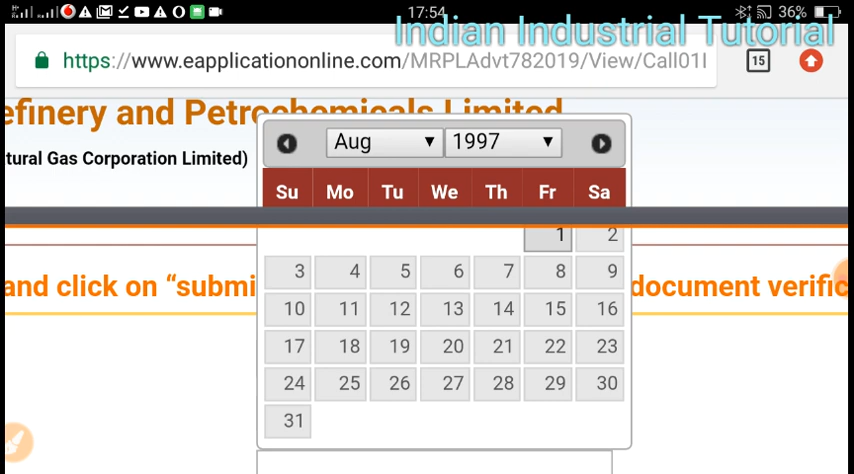 17:54
36%
Indian Industrial Tutorial
https://www.eapplicationonline.com/MRPLAdvt782019/View/Call01I
15
efinery and Petrochemicals Limited
tural Gas Corporation Limited)
Aug 1997
Su Mo Tu We Th Fr Sa
1 2
3 4 5 6 7 8 9
10 11 12 13 14 15 16
17 18 19 20 21 22 23
24 25 26 27 28 29 30
31
and click on “submi document verific